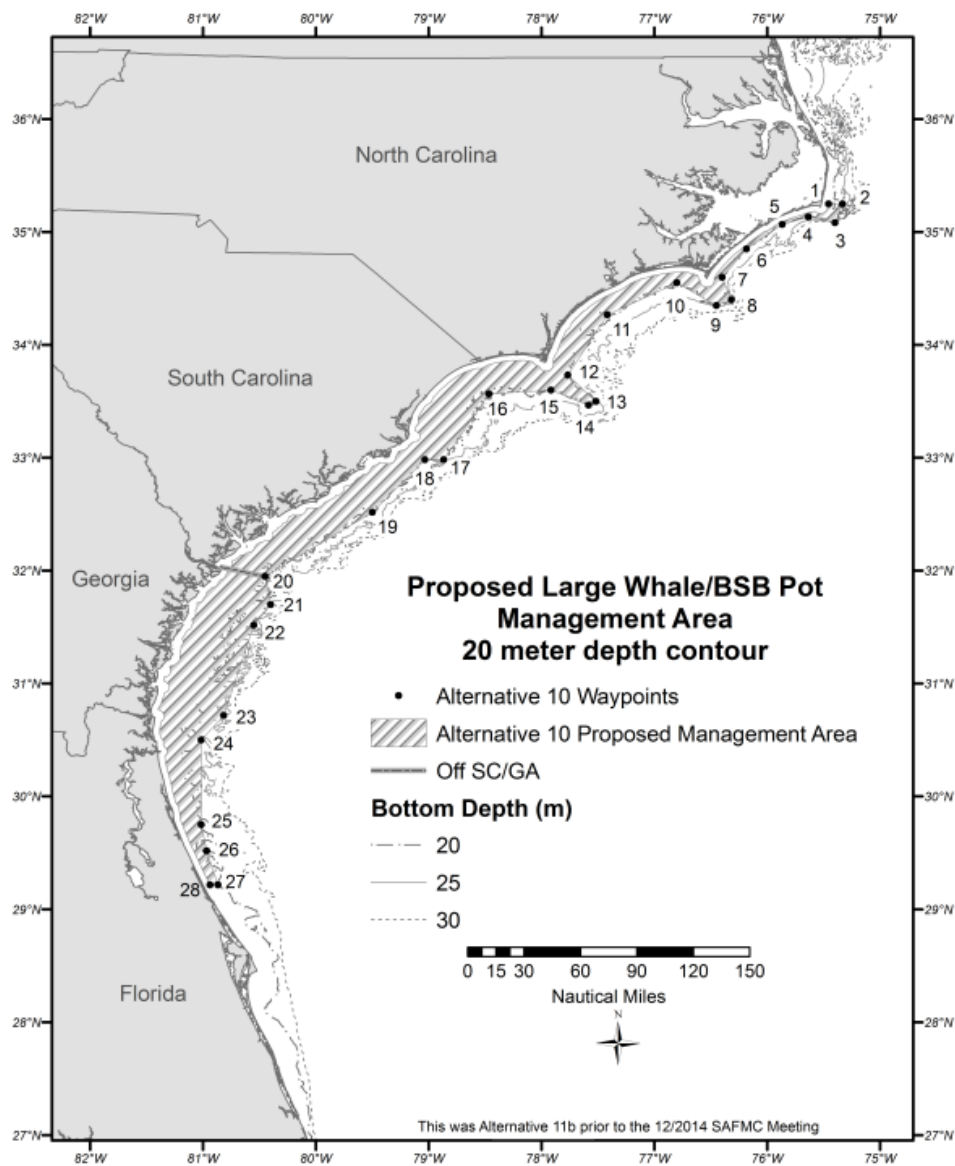 82°W 81°W 80°W 79°W 78°W 77°W 76°W 75°W
36°N 36°N
North Carolina
1 2
5
35°N 4 3 35°N
6
7
10 9 8
11
34°N 34°N
12
South Carolina
16 15 13
14
33°N 18 17 33°N
19
32°N 32°N
Georgia 20
21
22
Proposed Large Whale/BSB Pot
Management Area
20 meter depth contour
31°N 31°N
Alternative 10 Waypoints
23
Alternative 10 Proposed Management Area
24
Off SC/GA
30°N 30°N
Bottom Depth (m)
25
20
26
25
28 27
29°N 29°N
30
0 15 30 60 90 120 150
Nautical Miles
Florida
N
28°N 28°N
This was Alternative 11b prior to the 12/2014 SAFMC Meeting
27°N 27°N
82°W 81°W 80°W 79°W 78°W 77°W 76°W 75°W